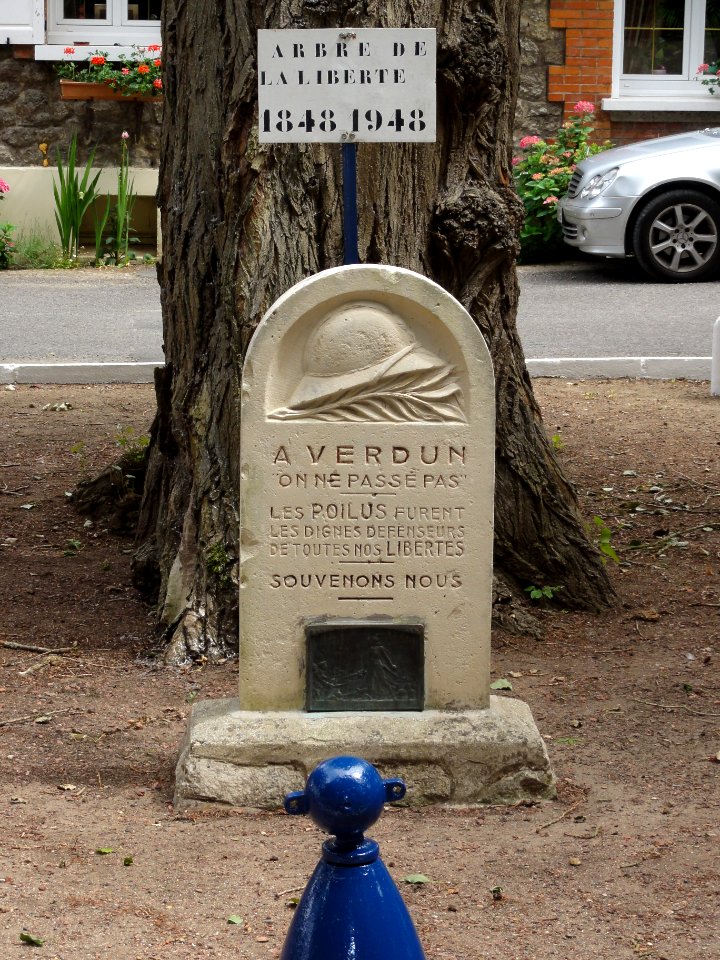 ARBRE DE
LA LIBERTE
1848 1948
A VERDUN
"ON NE PASSE PAS"
LES POILUS FURENT
LES DIGNES DEFENSEURS
DE TOUTES NOS LIBERTES
SOUVENONS NOUS